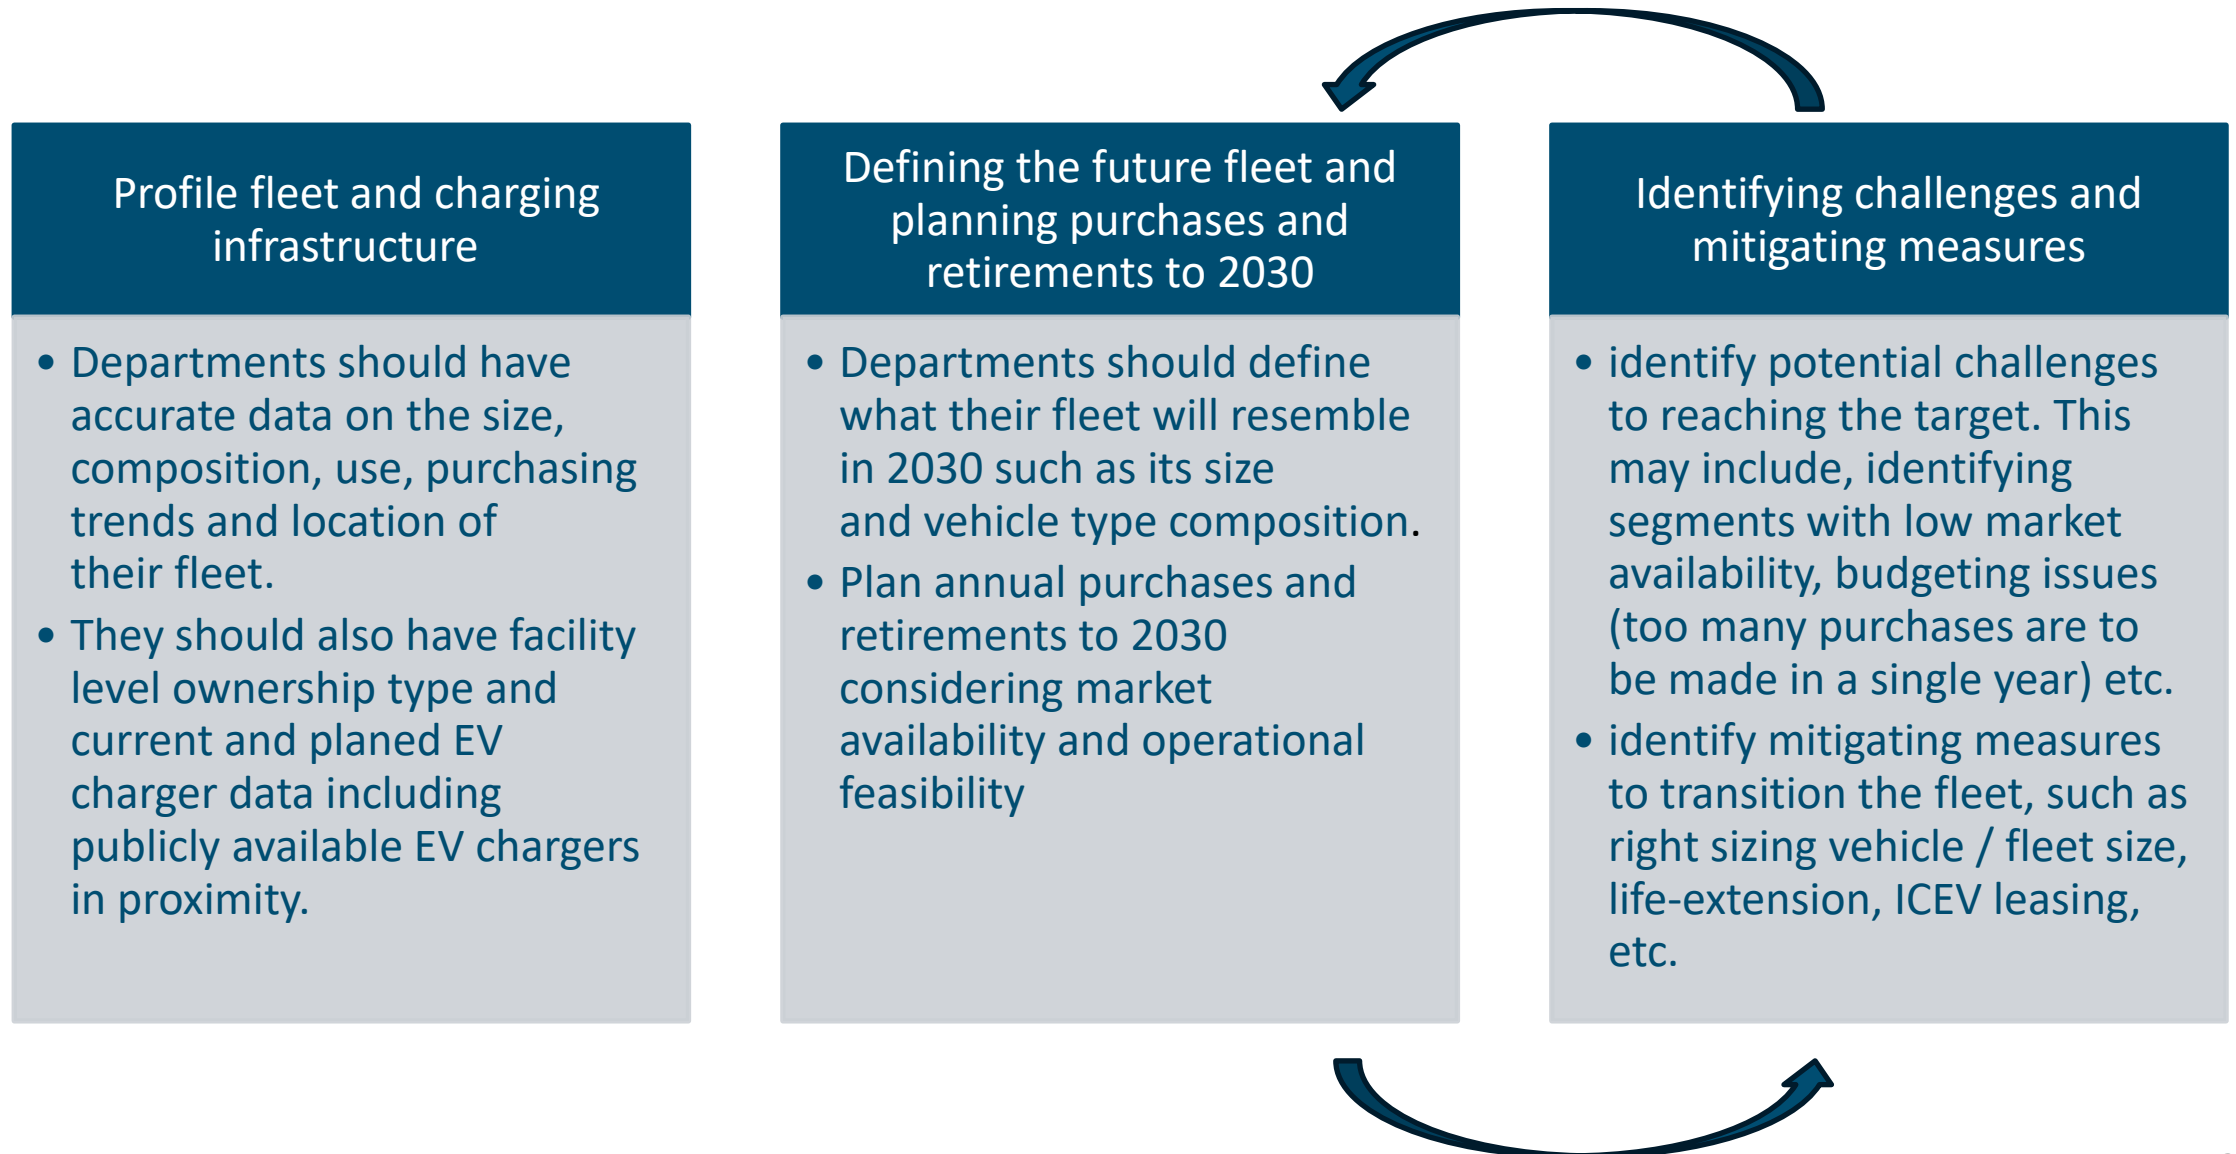 Profile fleet and charging
infrastructure
• Departments should have
accurate data on the size,
composition, use, purchasing
trends and location of
their fleet.
• They should also have facility
level ownership type and
current and planed EV
charger data including
publicly available EV chargers
in proximity.
Defining the future fleet and
planning purchases and
retirements to 2030
• Departments should define
what their fleet will resemble
in 2030 such as its size
and vehicle type composition.
• Plan annual purchases and
retirements to 2030
considering market
availability and operational
feasibility
Identifying challenges and
mitigating measures
• identify potential challenges
to reaching the target. This
may include, identifying
segments with low market
availability, budgeting issues
(too many purchases are to
be made in a single year) etc.
• identify mitigating measures
to transition the fleet, such as
right sizing vehicle / fleet size,
life-extension, ICEV leasing,
etc.